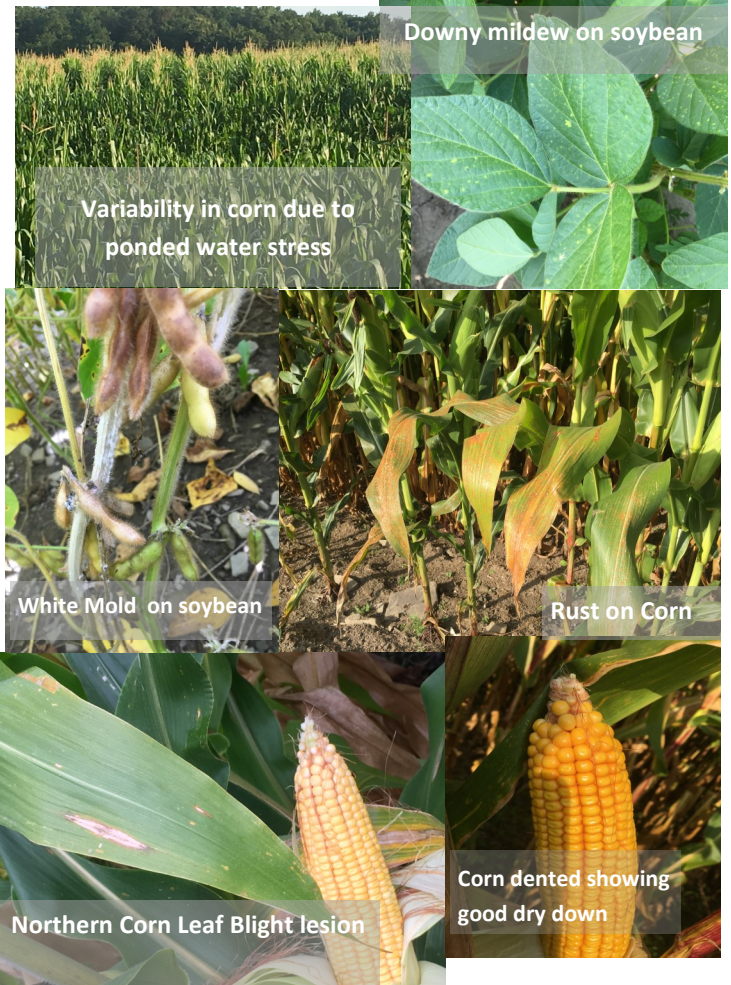 Downy mildew on soybean
Variability in corn due to
ponded water stress
White Mold on soybean
Rust on Corn
Northern Corn Leaf Blight lesion
Corn dented showing
good dry down